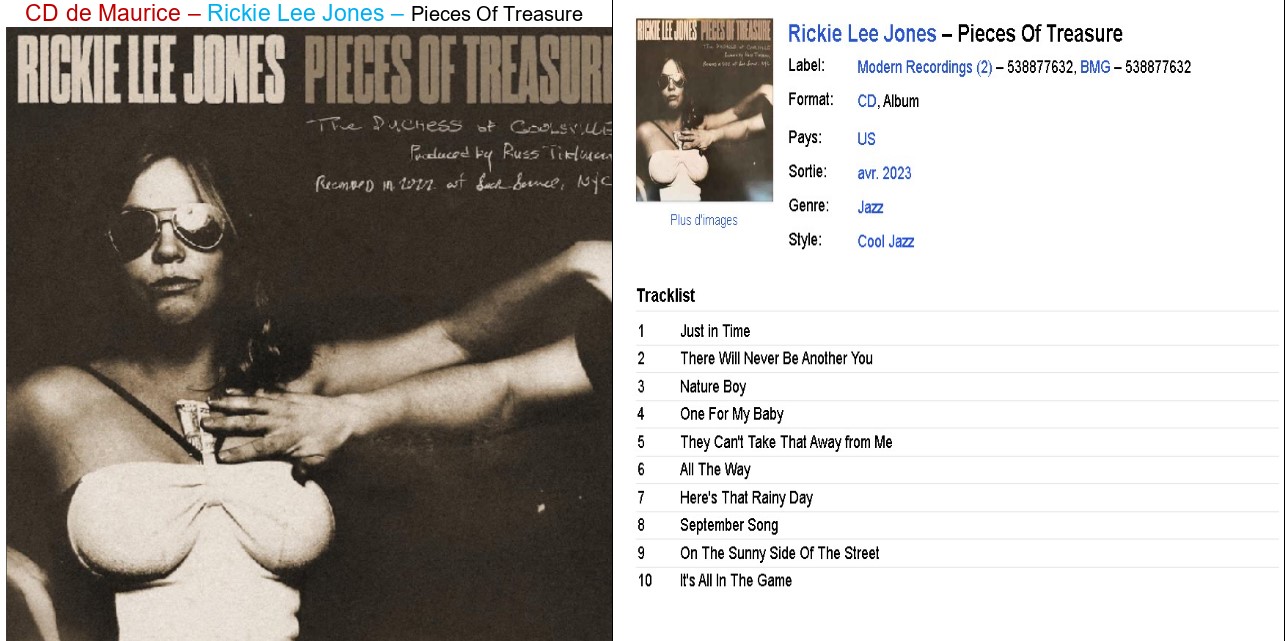 CD de Maurice – Rickie Lee Jones – Pieces Of Treasure
RICKIE LEE JONES PIECES OF TREASURE
The Duchess of Coolsville
Produced by Russ Titelman
Recorded in 2022 at Sear Sound, NYC
Rickie Lee Jones – Pieces Of Treasure
Label: Modern Recordings (2) – 538877632, BMG – 538877632
Format: CD, Album
Pays: US
Sortie: avr. 2023
Genre: Jazz
Style: Cool Jazz
Plus d'images
Tracklist
1 Just in Time
2 There Will Never Be Another You
3 Nature Boy
4 One For My Baby
5 They Can't Take That Away from Me
6 All The Way
7 Here's That Rainy Day
8 September Song
9 On The Sunny Side Of The Street
10 It's All In The Game